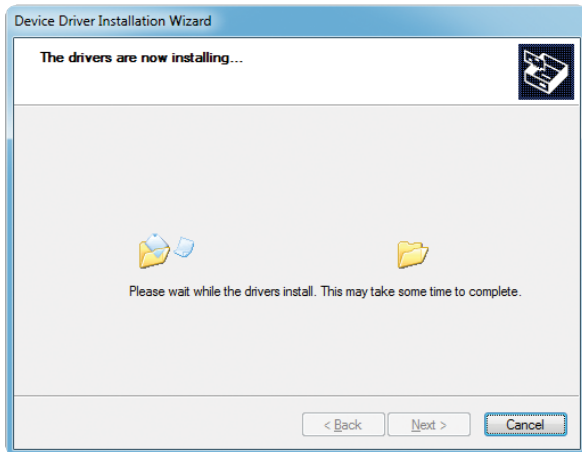 Device Driver Installation Wizard
The drivers are now installing...
Please wait while the drivers install. This may take some time to complete.
< Back Next > Cancel